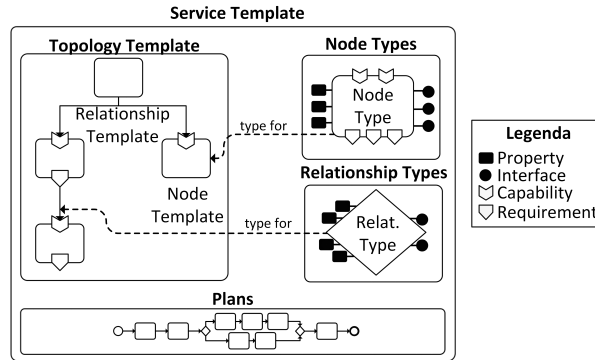 Service Template
Topology Template
Relationship
Template
Node
Template
type for
type for
Node Types
Node
Type
Relationship Types
Relat.
Type
Plans
Legenda
Property
Interface
Capability
Requirement